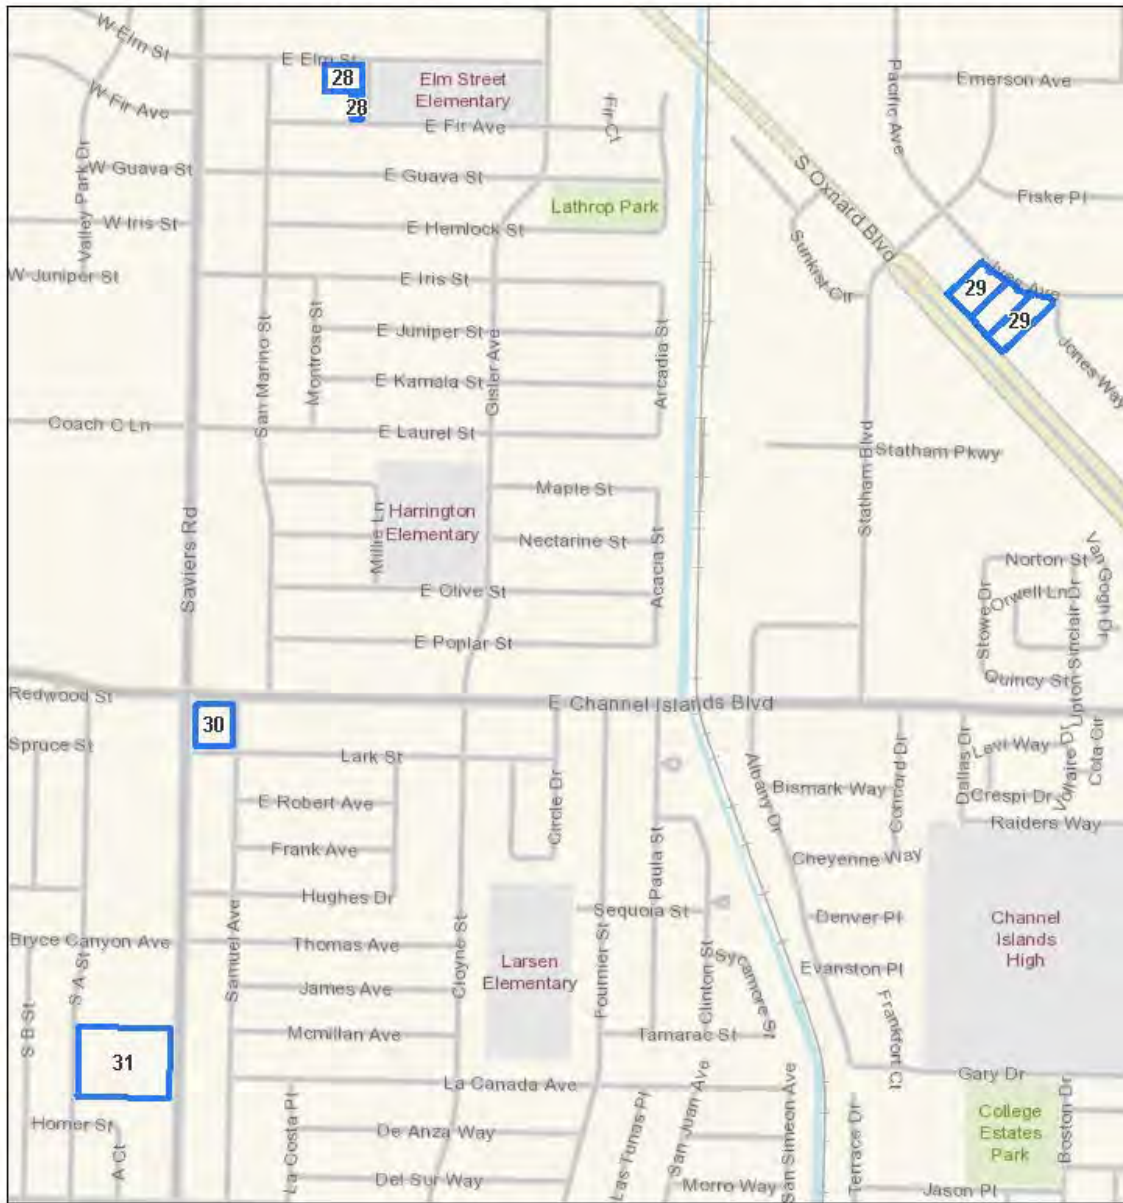 W Elm St
E Elm St
28
28
Elm Street
Elementary
W Fir Ave
E Fir Ave
Fir Ct
Pacific Ave
Emerson Ave
Valley Park Dr
W Guava St
E Guava St
S Oxnard Blvd
Fiske Pl
Lathrop Park
W Iris St
E Hemlock St
Sunkist Cir
W Juniper St
E Iris St
Ives Ave
29
29
San Marino St
Montrose St
E Juniper St
Gisler Ave
Arcadia St
Jones Way
E Kamala St
Coach C Ln
E Laurel St
Statham Pkwy
Statham Blvd
Harrington
Elementary
Maple St
Millie Ln
Nectarine St
Acacia St
Saviers Rd
Norton St
Van Gogh Dr
Orwell Ln
Stowe Dr
Upton Sinclair Dr
E Olive St
E Poplar St
Quincy St
Redwood St
E Channel Islands Blvd
30
Spruce St
Lark St
Circle Dr
Albany Dr
Concord Dr
Dallas Dr
Levi Way
Voltaire Dr
Cota Cir
E Robert Ave
Bismark Way
Crespi Dr
Raiders Way
Frank Ave
Paula St
Cheyenne Way
Hughes Dr
Sequoia St
Denver Pl
Channel
Islands
High
Bryce Canyon Ave
Samuel Ave
Thomas Ave
Cloyne St
Larsen
Elementary
Fournier St
Clinton St
Sycamore St
Evanston Pl
S A St
S B St
James Ave
Frankfort Ct
Mcmillan Ave
Tamarac St
31
La Canada Ave
Gary Dr
Homer St
A Ct
La Costa Pl
De Anza Way
Las Tunas Pl
San Juan Ave
San Simeon Ave
Terrace Dr
College
Estates
Park
Boston Dr
Del Sur Way
Morro Way
Jason Pl